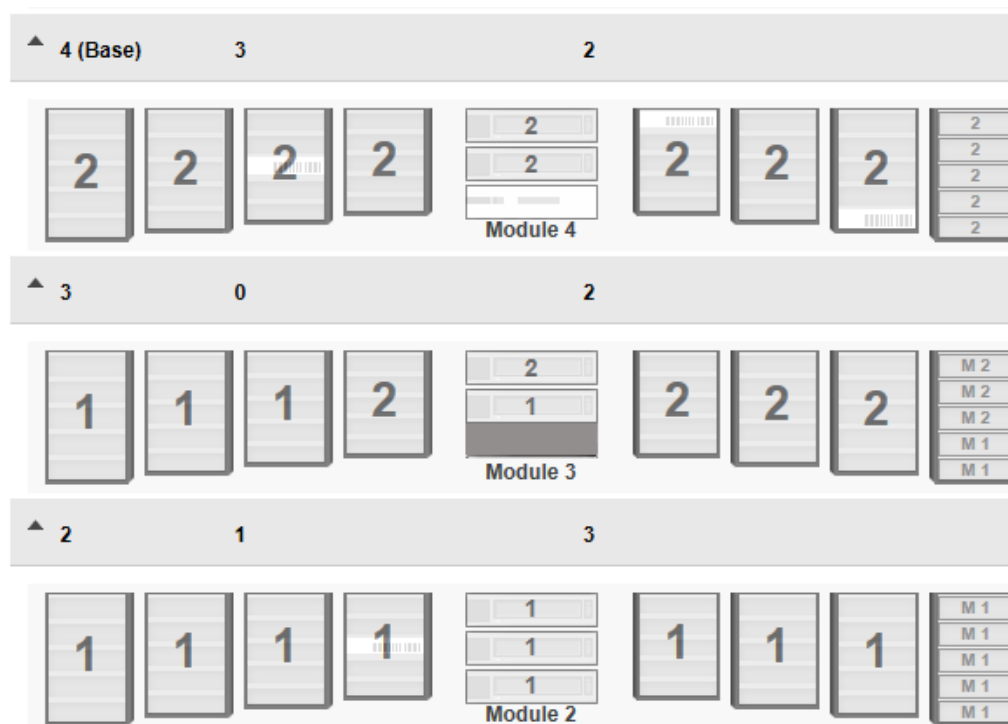 4 (Base) 3 2
2 2 2 2 2 2 2 2
2
2
2
2
2
2
Module 4
3 0 2
1 1 1 2 2 2 2 2
1
M 2
M 2
M 2
M 1
M 1
Module 3
2 1 3
1 1 1 1 1 1 1 1
1
1
M 1
M 1
M 1
M 1
M 1
Module 2